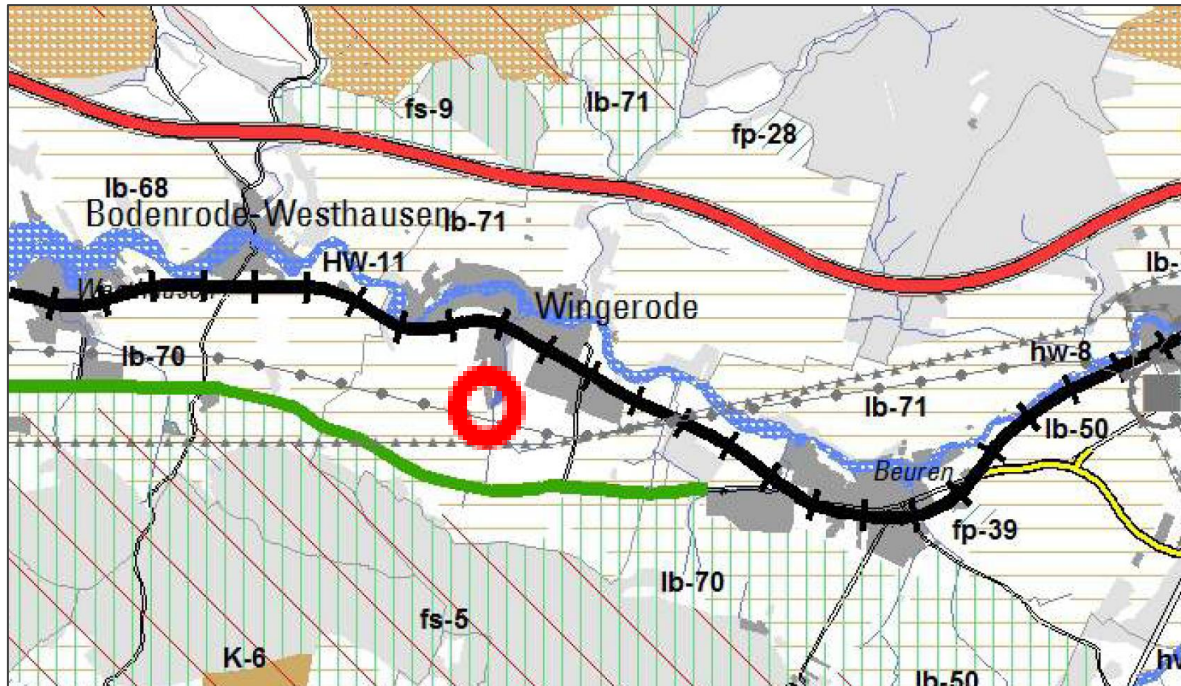 fs-9
lb-71
fp-28
lb-68
Bodenrode-Westhausen
lb-71
HW-11
lb-
Wingerode
lb-70
hw-8
lb-71
lb-50
Beuren
fp-39
lb-70
fs-5
K-6
lb-50
hw